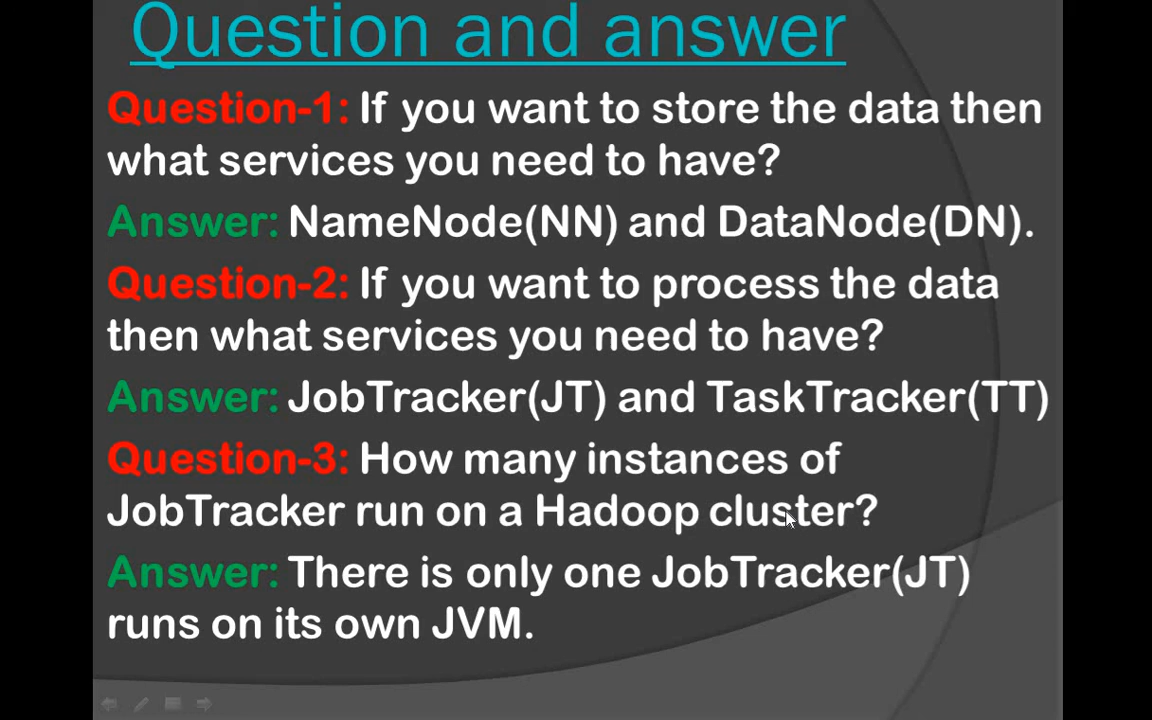 Question and answer
Question-1: If you want to store the data then
what services you need to have?
Answer: NameNode(NN) and DataNode(DN).
Question-2: If you want to process the data
then what services you need to have?
Answer: JobTracker(JT) and TaskTracker(TT)
Question-3: How many instances of
JobTracker run on a Hadoop cluster?
Answer: There is only one JobTracker(JT)
runs on its own JVM.